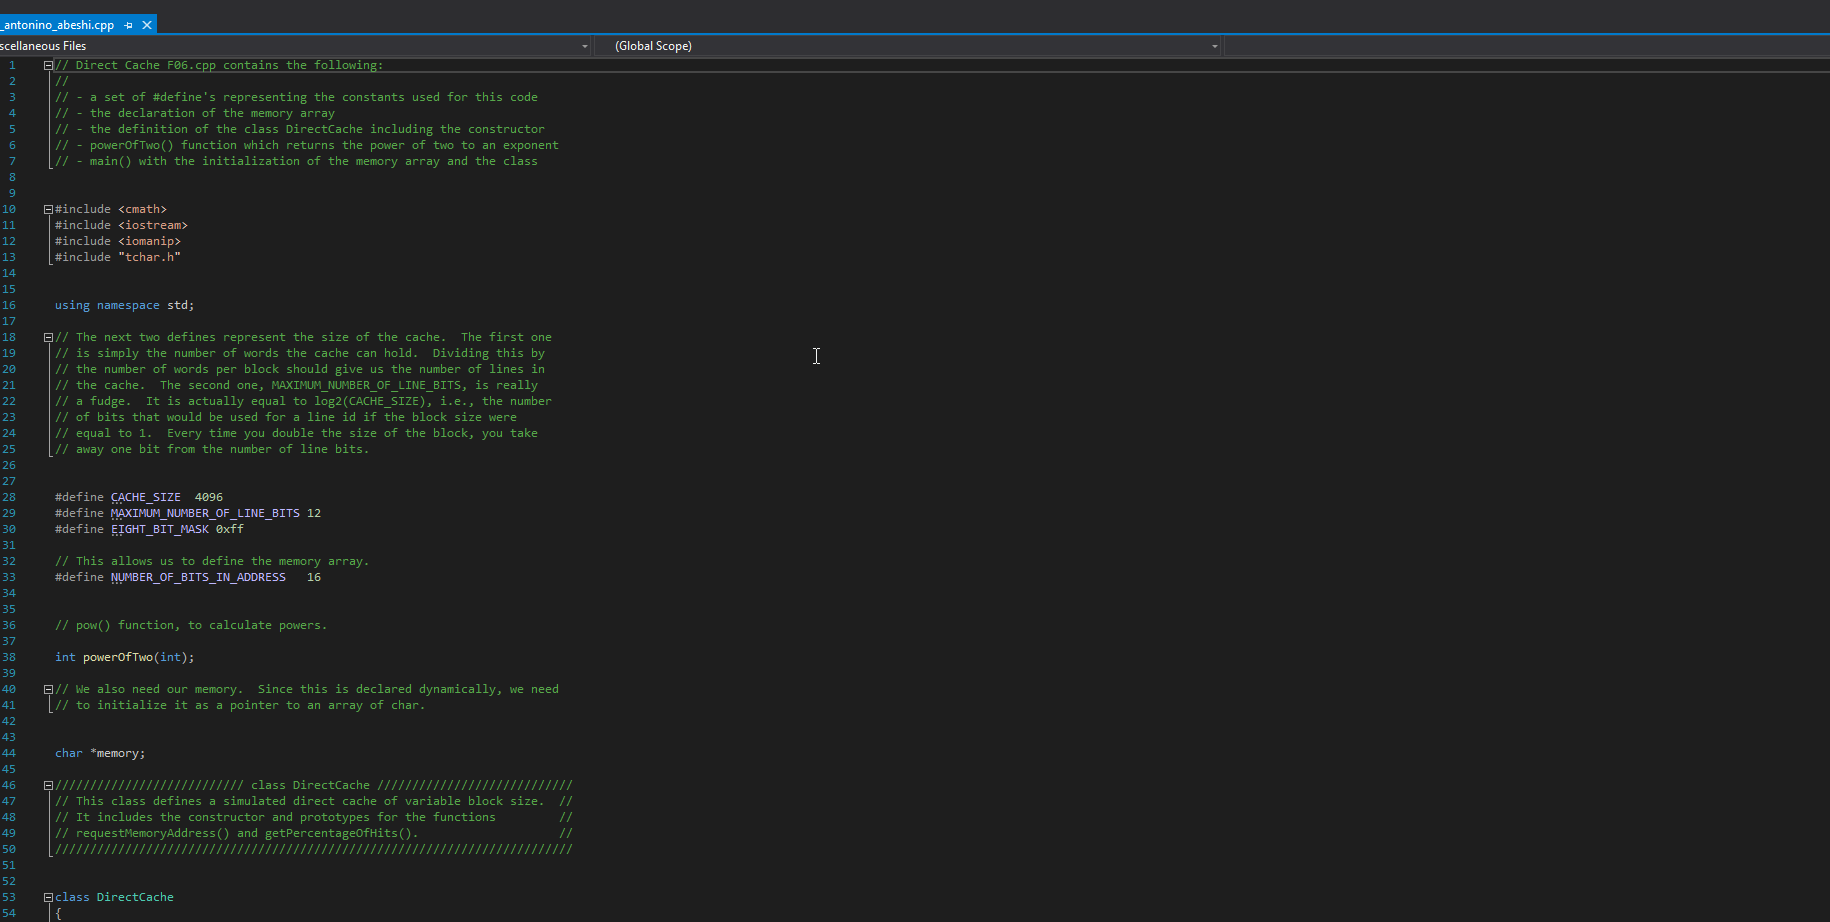 _antonino_abeshi.cpp
scellaneous Files
(Global Scope)
1 // Direct Cache F06.cpp contains the following:
2 //
3 // - a set of #define's representing the constants used for this code
4 // - the declaration of the memory array
5 // - the definition of the class DirectCache including the constructor
6 // - powerOfTwo() function which returns the power of two to an exponent
7 // - main() with the initialization of the memory array and the class
8
9
10 #include <cmath>
11 #include <iostream>
12 #include <iomanip>
13 #include "tchar.h"
14
15
16 using namespace std;
17
18 // The next two defines represent the size of the cache.  The first one
19 // is simply the number of words the cache can hold.  Dividing this by
20 // the number of words per block should give us the number of lines in
21 // the cache.  The second one, MAXIMUM_NUMBER_OF_LINE_BITS, is really
22 // a fudge.  It is actually equal to log2(CACHE_SIZE), i.e., the number
23 // of bits that would be used for a line id if the block size were
24 // equal to 1.  Every time you double the size of the block, you take
25 // away one bit from the number of line bits.
26
27
28 #define CACHE_SIZE  4096
29 #define MAXIMUM_NUMBER_OF_LINE_BITS 12
30 #define EIGHT_BIT_MASK 0xff
31
32 // This allows us to define the memory array.
33 #define NUMBER_OF_BITS_IN_ADDRESS   16
34
35
36 // pow() function, to calculate powers.
37
38 int powerOfTwo(int);
39
40 // We also need our memory.  Since this is declared dynamically, we need
41 // to initialize it as a pointer to an array of char.
42
43
44 char *memory;
45
46 /////////////////////////// class DirectCache ////////////////////////////
47 // This class defines a simulated direct cache of variable block size.  //
48 // It includes the constructor and prototypes for the functions         //
49 // requestMemoryAddress() and getPercentageOfHits().                    //
50 //////////////////////////////////////////////////////////////////////////
51
52
53 class DirectCache
54 {